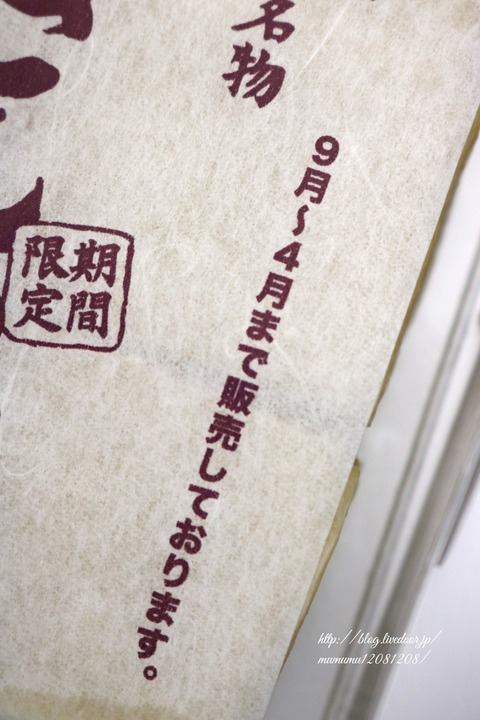 名物
9月～4月まで販売しております。
期間
限定
http://blog.livedoor.jp/
mumumu12081208/